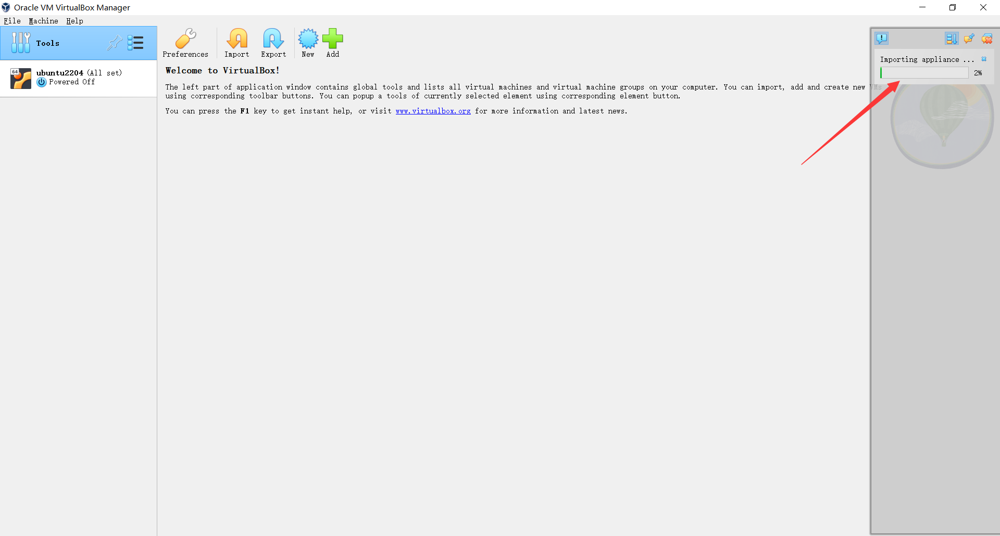 Oracle VM VirtualBox Manager
File Machine Help
Tools
64
ubuntu2204 (All set)
Powered Off
Preferences Import Export New Add
Welcome to VirtualBox!
The left part of application window contains global tools and lists all virtual machines and virtual machine groups on your computer. You can import, add and create new VMs
using corresponding toolbar buttons. You can popup a tools of currently selected element using corresponding element button.
You can press the F1 key to get instant help, or visit www.virtualbox.org for more information and latest news.
Importing appliance ...
2%